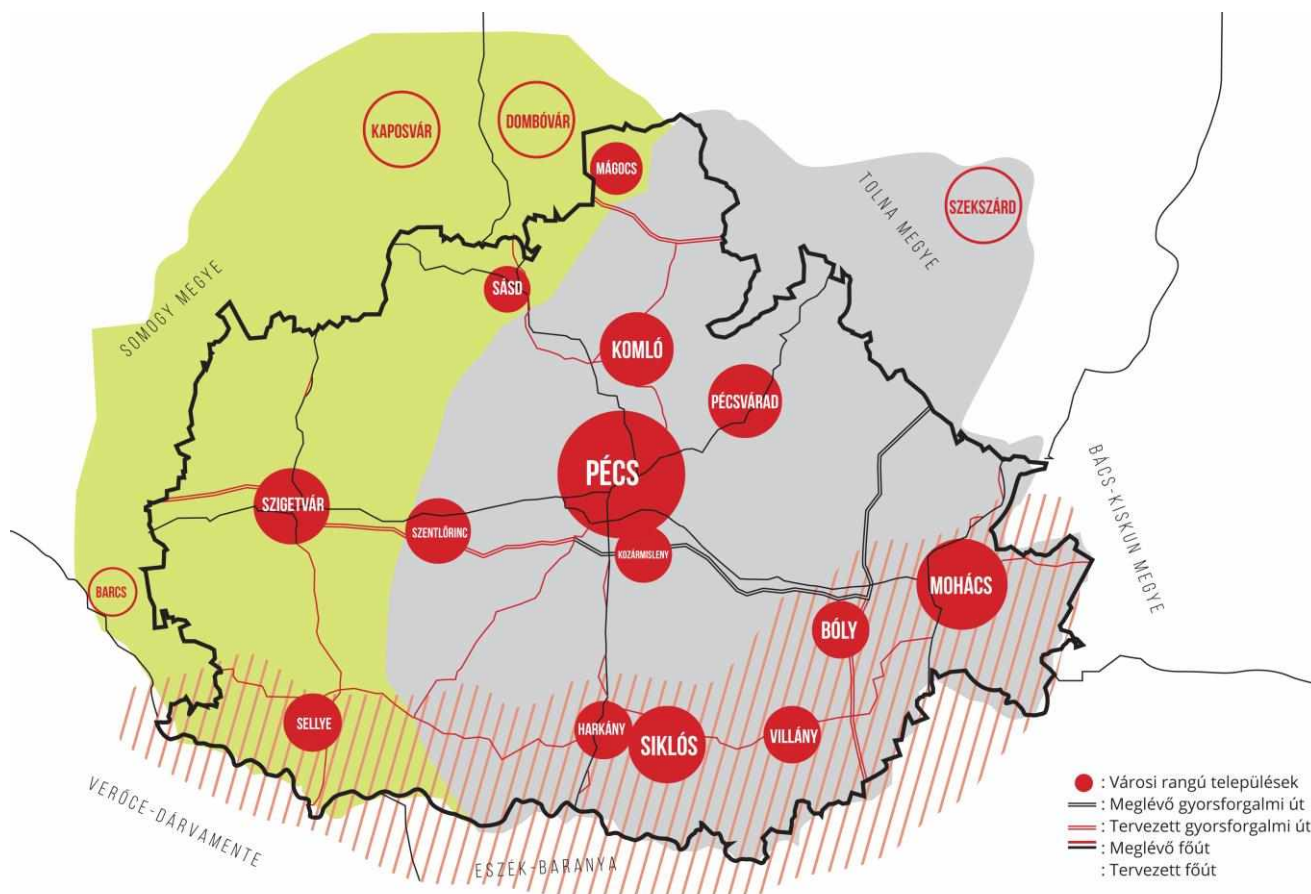 KAPOSVÁR
DOMBÓVÁR
MÁGOCS
TOLNA MEGYE
SZEKSZÁRD
SOMOGY MEGYE
SÁSD
KOMLÓ
PÉCSVÁRAD
PÉCS
BÁCS-KISKUN MEGYE
SZIGETVÁR
SZENTLŐRINC
KOZÁRMISLENY
BARCS
MOHÁCS
BÓLY
SELLYE
HARKÁNY
SIKLÓS
VILLÁNY
VERŐCE-DÁRVAMENTE
ESZÉK-BARANYA
: Városi rangú települések
: Meglévő gyorsforgalmi út
: Tervezett gyorsforgalmi út
: Meglévő főút
: Tervezett főút